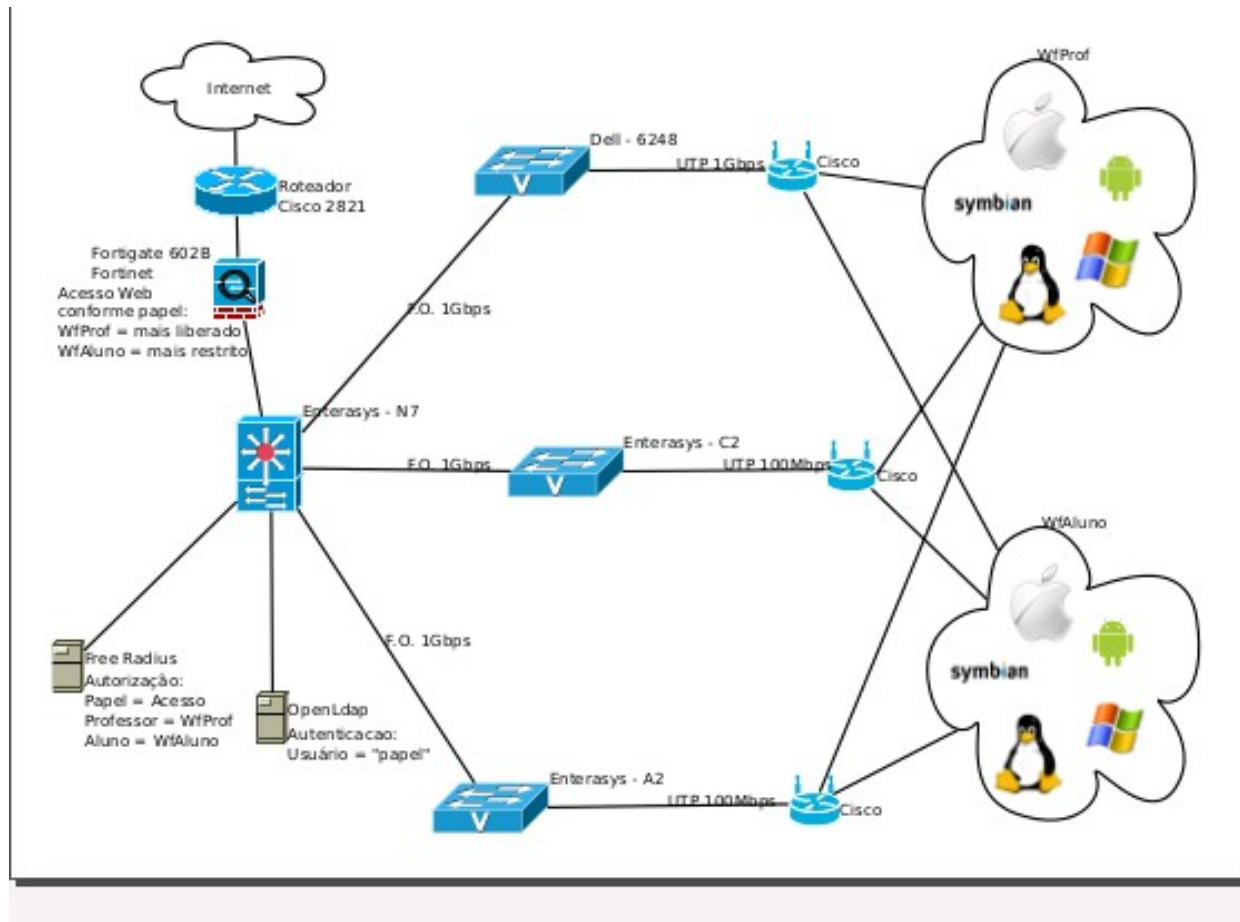 WfProf
Internet
Dell - 6248
UTP 1Gbps
Cisco
Roteador
Cisco 2821
symbian
Fortigate 602B
Fortinet
Acesso Web
conforme papel:
WfProf = mais liberado
WfAluno = mais restrito
F.O. 1Gbps
Enterasys - N7
Enterasys - C2
F.O. 1Gbps
UTP 100Mbps
Cisco
WfAluno
F.O. 1Gbps
Free Radius
Autorização:
Papel = Acesso
Professor = WfProf
Aluno = WfAluno
OpenLdap
Autenticacao:
Usuário = "papel"
symbian
Enterasys - A2
UTP 100Mbps
Cisco